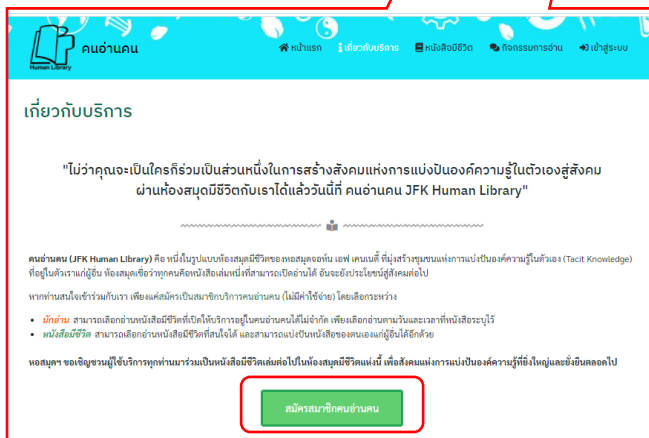 คนอ่านคน
Human Library
หน้าแรก เกี่ยวกับบริการ หนังสือมีชีวิต กิจกรรมการอ่าน เข้าสู่ระบบ
เกี่ยวกับบริการ
"ไม่ว่าคุณจะเป็นใครก็ร่วมเป็นส่วนหนึ่งในการสร้างสังคมแห่งการแบ่งปันองค์ความรู้ในตัวเองสู่สังคม
ผ่านห้องสมุดมีชีวิตกับเราได้แล้ววันนี้ที่ คนอ่านคน JFK Human Library"
คนอ่านคน (JFK Human Library) คือ หนึ่งในรูปแบบห้องสมุดมีชีวิตของหอสมุดจอห์น เอฟ เคนเนดี้ ที่มุ่งสร้างชุมชนแห่งการแบ่งปันองค์ความรู้ในตัวเอง (Tacit Knowledge)
ที่อยู่ในตัวเราแก่ผู้อื่น ห้องสมุดเชื่อว่าทุกคนคือหนังสือเล่มหนึ่งที่สามารถเปิดอ่านได้ อันจะยังประโยชน์สู่สังคมต่อไป
หากท่านสนใจเข้าร่วมกับเรา เพียงแค่สมัครเป็นสมาชิกบริการคนอ่านคน (ไม่มีค่าใช้จ่าย) โดยเลือกระหว่าง
นักอ่าน สามารถเลือกอ่านหนังสือมีชีวิตที่เปิดให้บริการอยู่ในคนอ่านคนได้ไม่จำกัด เพียงเลือกอ่านตามวันและเวลาที่หนังสือระบุไว้
หนังสือมีชีวิต สามารถเลือกอ่านหนังสือมีชีวิตที่สนใจได้ และสามารถแบ่งปันหนังสือของตนเองแก่ผู้อื่นได้อีกด้วย
หอสมุดฯ ขอเชิญชวนผู้ใช้บริการทุกท่านมาร่วมเป็นหนังสือมีชีวิตเล่มต่อไปในห้องสมุดมีชีวิตแห่งนี้ เพื่อสังคมแห่งการแบ่งปันองค์ความรู้ที่ยิ่งใหญ่และยั่งยืนตลอดไป
สมัครสมาชิกคนอ่านคน